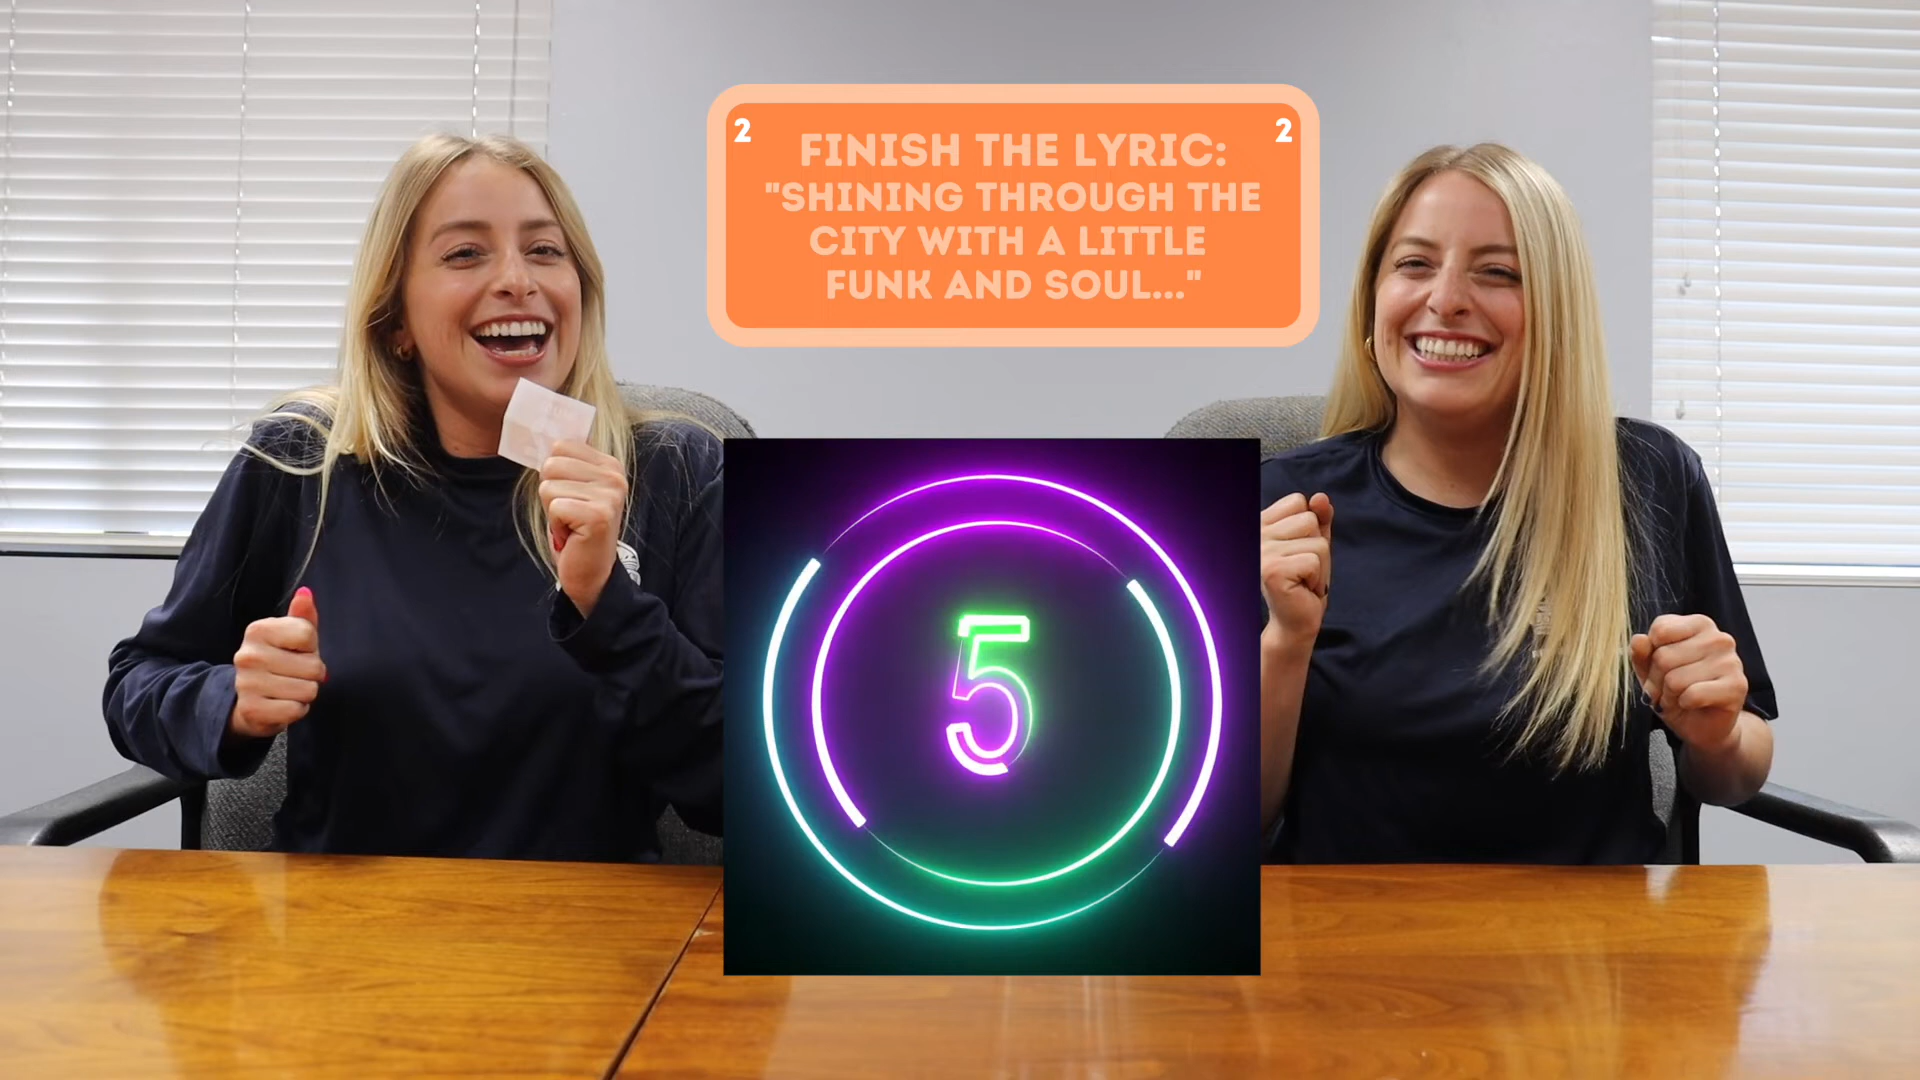 2 2
FINISH THE LYRIC:
"SHINING THROUGH THE
CITY WITH A LITTLE
FUNK AND SOUL..."
5